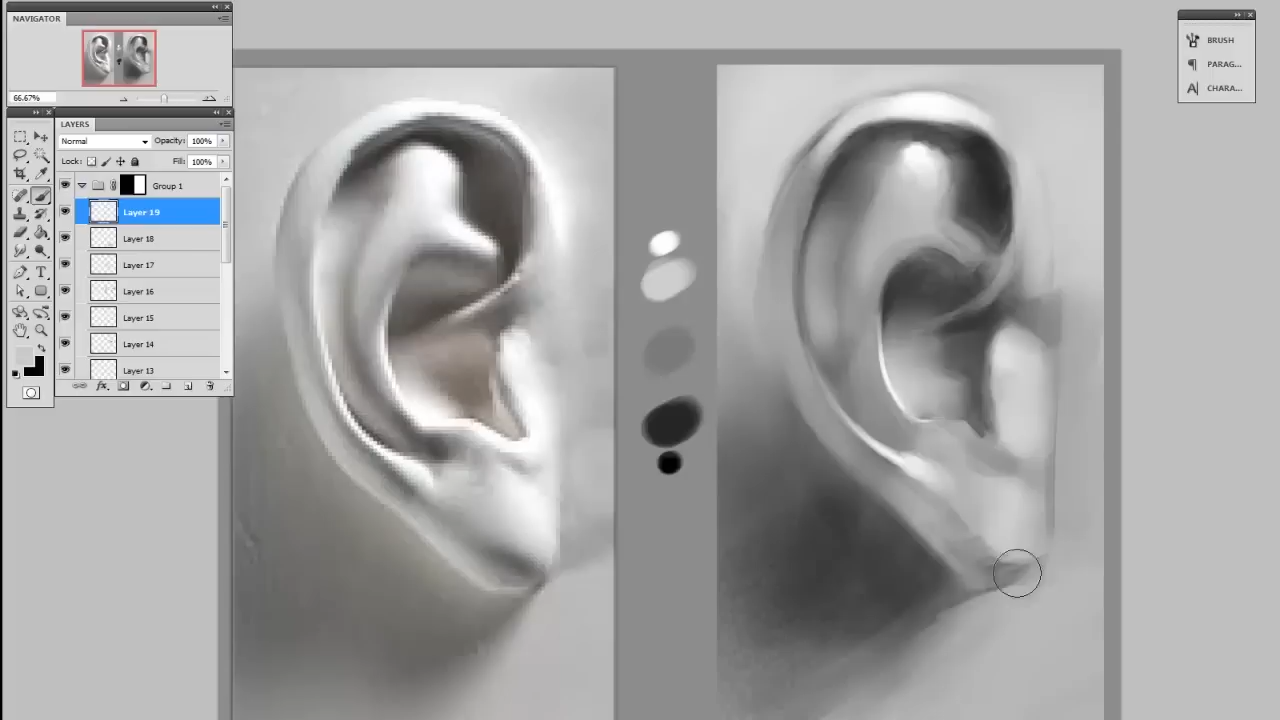 NAVIGATOR
66.67%
LAYERS
Normal
Opacity: 100%
Lock:
Fill: 100%
Group 1
Layer 19
Layer 18
Layer 17
Layer 16
Layer 15
Layer 14
Layer 13
fx
T
BRUSH
PARAG...
A CHARA...